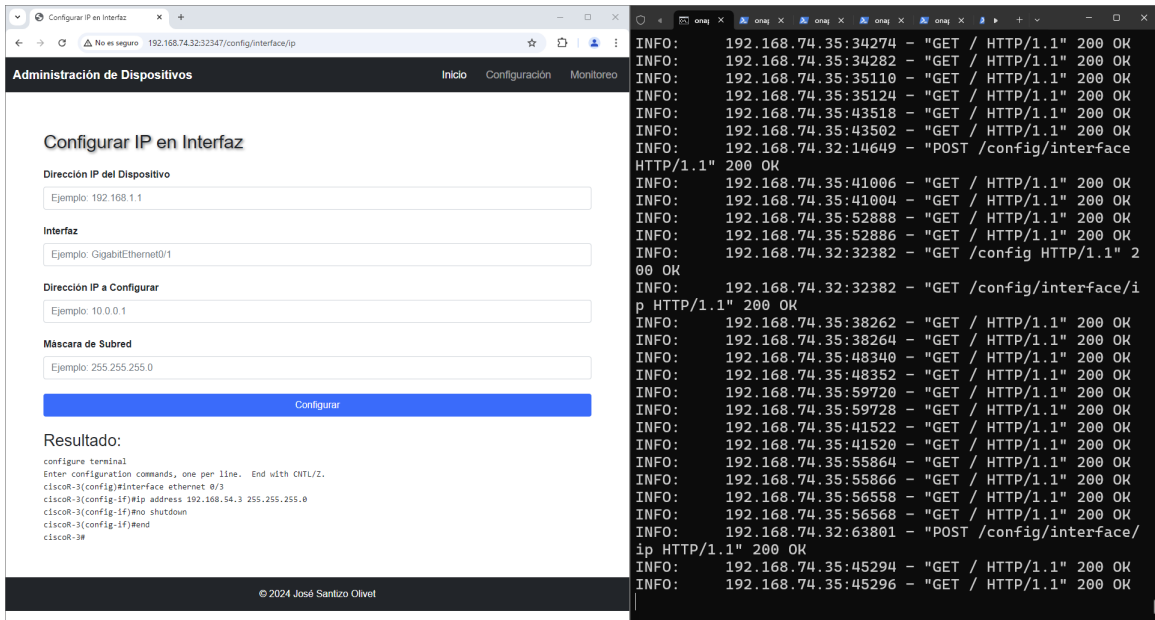 Configurar IP en Interfaz
No es seguro 192.168.74.32:32347/config/interface/ip
Administración de Dispositivos
Inicio Configuración Monitoreo
Configurar IP en Interfaz
Dirección IP del Dispositivo
Ejemplo: 192.168.1.1
Interfaz
Ejemplo: GigabitEthernet0/1
Dirección IP a Configurar
Ejemplo: 10.0.0.1
Máscara de Subred
Ejemplo: 255.255.255.0
Configurar
Resultado:
configure terminal
Enter configuration commands, one per line.  End with CNTL/Z.
ciscoR-3(config)#interface ethernet 0/3
ciscoR-3(config-if)#ip address 192.168.54.3 255.255.255.0
ciscoR-3(config-if)#no shutdown
ciscoR-3(config-if)#end
ciscoR-3#
© 2024 José Santizo Olivet
onaj onaj onaj onaj onaj
INFO: 192.168.74.35:34274 – "GET / HTTP/1.1" 200 OK
INFO: 192.168.74.35:34282 – "GET / HTTP/1.1" 200 OK
INFO: 192.168.74.35:35110 – "GET / HTTP/1.1" 200 OK
INFO: 192.168.74.35:35124 – "GET / HTTP/1.1" 200 OK
INFO: 192.168.74.35:43518 – "GET / HTTP/1.1" 200 OK
INFO: 192.168.74.35:43502 – "GET / HTTP/1.1" 200 OK
INFO: 192.168.74.32:14649 – "POST /config/interface
HTTP/1.1" 200 OK
INFO: 192.168.74.35:41006 – "GET / HTTP/1.1" 200 OK
INFO: 192.168.74.35:41004 – "GET / HTTP/1.1" 200 OK
INFO: 192.168.74.35:52888 – "GET / HTTP/1.1" 200 OK
INFO: 192.168.74.35:52886 – "GET / HTTP/1.1" 200 OK
INFO: 192.168.74.32:32382 – "GET /config HTTP/1.1" 2
00 OK
INFO: 192.168.74.32:32382 – "GET /config/interface/i
p HTTP/1.1" 200 OK
INFO: 192.168.74.35:38262 – "GET / HTTP/1.1" 200 OK
INFO: 192.168.74.35:38264 – "GET / HTTP/1.1" 200 OK
INFO: 192.168.74.35:48340 – "GET / HTTP/1.1" 200 OK
INFO: 192.168.74.35:48352 – "GET / HTTP/1.1" 200 OK
INFO: 192.168.74.35:59720 – "GET / HTTP/1.1" 200 OK
INFO: 192.168.74.35:59728 – "GET / HTTP/1.1" 200 OK
INFO: 192.168.74.35:41522 – "GET / HTTP/1.1" 200 OK
INFO: 192.168.74.35:41520 – "GET / HTTP/1.1" 200 OK
INFO: 192.168.74.35:55864 – "GET / HTTP/1.1" 200 OK
INFO: 192.168.74.35:55866 – "GET / HTTP/1.1" 200 OK
INFO: 192.168.74.35:56558 – "GET / HTTP/1.1" 200 OK
INFO: 192.168.74.35:56568 – "GET / HTTP/1.1" 200 OK
INFO: 192.168.74.32:63801 – "POST /config/interface/
ip HTTP/1.1" 200 OK
INFO: 192.168.74.35:45294 – "GET / HTTP/1.1" 200 OK
INFO: 192.168.74.35:45296 – "GET / HTTP/1.1" 200 OK